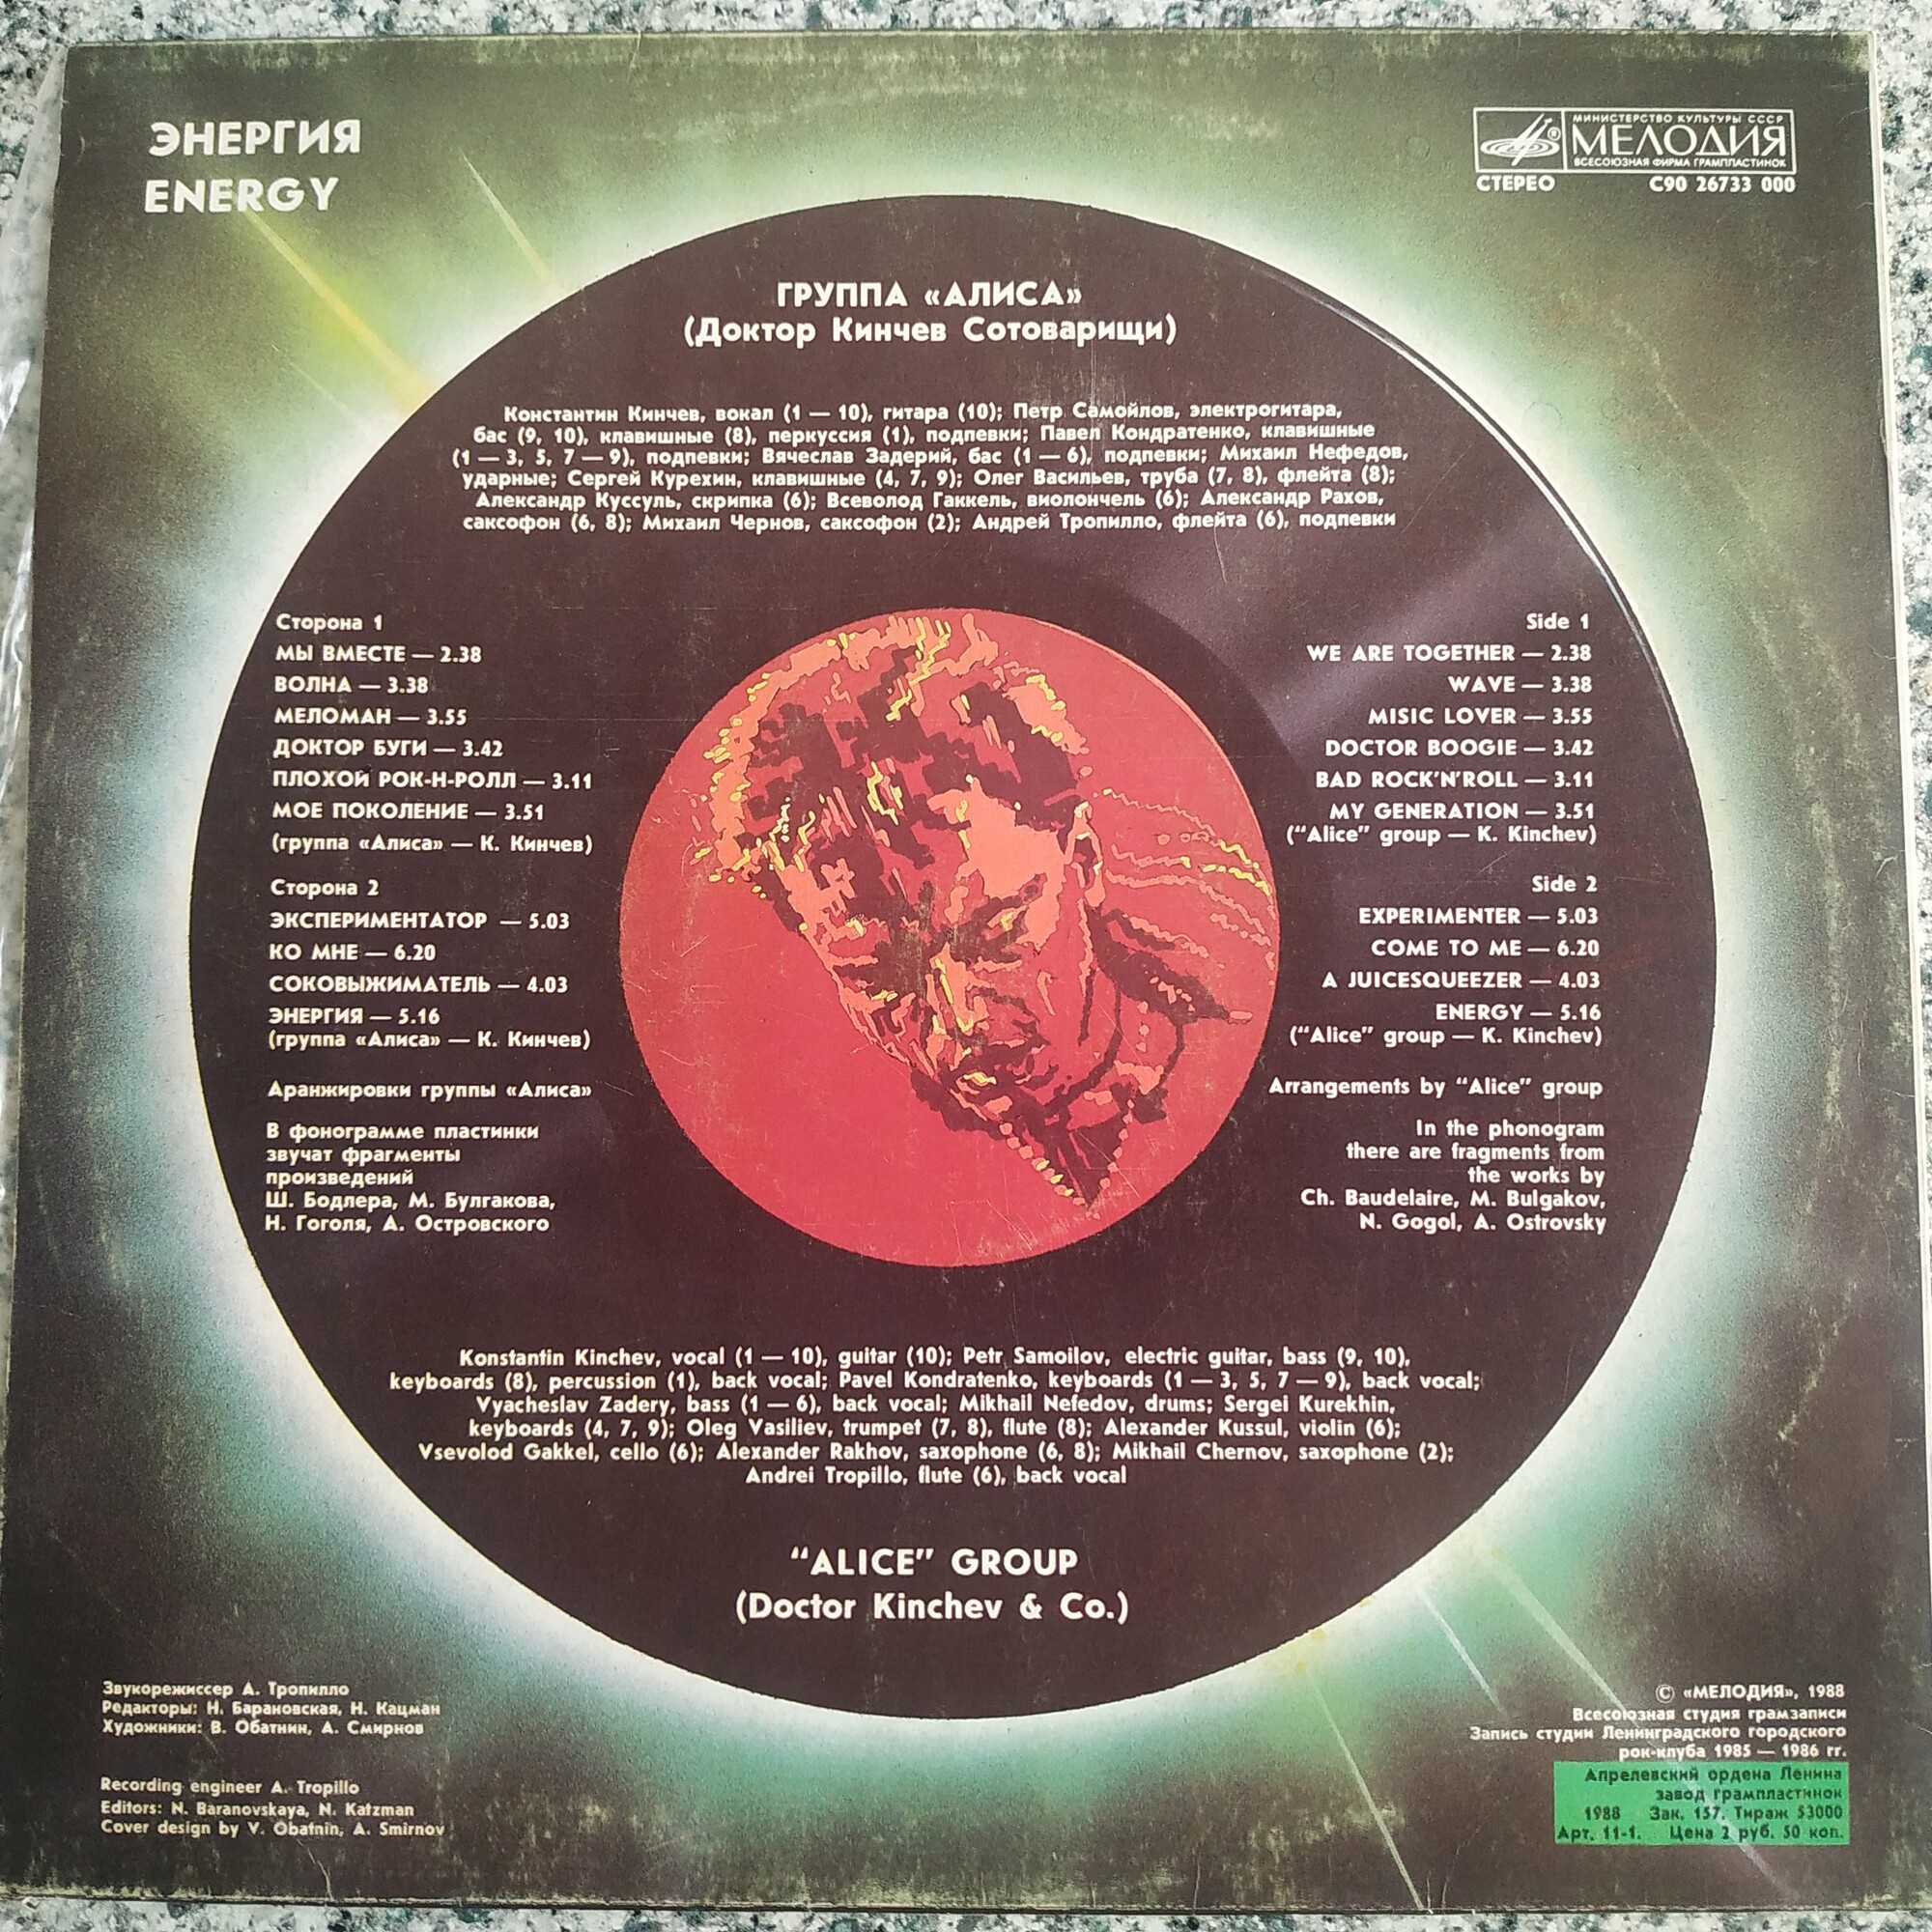 ЭНЕРГИЯ
ENERGY
МИНИСТЕРСТВО КУЛЬТУРЫ СССР
МЕЛОДИЯ
ВСЕСОЮЗНАЯ ФИРМА ГРАМПЛАСТИНОК
СТЕРЕО С90 26733 000
ГРУППА «АЛИСА»
(Доктор Кинчев Сотоварищи)
Константин Кинчев, вокал (1 — 10), гитара (10); Петр Самойлов, электрогитара,
бас (9, 10), клавишные (8), перкуссия (1), подпевки; Павел Кондратенко, клавишные
(1 — 3, 5, 7 — 9), подпевки; Вячеслав Задерий, бас (1 — 6), подпевки; Михаил Нефедов,
ударные; Сергей Курехин, клавишные (4, 7, 9); Олег Васильев, труба (7, 8), флейта (8);
Александр Куссуль, скрипка (6); Всеволод Гаккель, виолончель (6); Александр Рахов,
саксофон (6, 8); Михаил Чернов, саксофон (2); Андрей Тропилло, флейта (6), подпевки
Сторона 1
МЫ ВМЕСТЕ — 2.38
ВОЛНА — 3.38
МЕЛОМАН — 3.55
ДОКТОР БУГИ — 3.42
ПЛОХОЙ РОК-Н-РОЛЛ — 3.11
МОЕ ПОКОЛЕНИЕ — 3.51
(группа «Алиса» — К. Кинчев)
Сторона 2
ЭКСПЕРИМЕНТАТОР — 5.03
КО МНЕ — 6.20
СОКОВЫЖИМАТЕЛЬ — 4.03
ЭНЕРГИЯ — 5.16
(группа «Алиса» — К. Кинчев)
Аранжировки группы «Алиса»
В фонограмме пластинки
звучат фрагменты
произведений
Ш. Бодлера, М. Булгакова,
Н. Гоголя, А. Островского
Side 1
WE ARE TOGETHER — 2.38
WAVE — 3.38
MISIC LOVER — 3.55
DOCTOR BOOGIE — 3.42
BAD ROCK'N'ROLL — 3.11
MY GENERATION — 3.51
("Alice" group — K. Kinchev)
Side 2
EXPERIMENTER — 5.03
COME TO ME — 6.20
A JUICESQUEEZER — 4.03
ENERGY — 5.16
("Alice" group — K. Kinchev)
Arrangements by "Alice" group
In the phonogram
there are fragments from
the works by
Ch. Baudelaire, M. Bulgakov,
N. Gogol, A. Ostrovsky
Konstantin Kinchev, vocal (1 — 10), guitar (10); Petr Samoilov, electric guitar, bass (9, 10),
keyboards (8), percussion (1), back vocal; Pavel Kondratenko, keyboards (1 — 3, 5, 7 — 9), back vocal;
Vyacheslav Zadery, bass (1 — 6), back vocal; Mikhail Nefedov, drums; Sergei Kurekhin,
keyboards (4, 7, 9); Oleg Vasiliev, trumpet (7, 8), flute (8); Alexander Kussul, violin (6);
Vsevolod Gakkel, cello (6); Alexander Rakhov, saxophone (6, 8); Mikhail Chernov, saxophone (2);
Andrei Tropillo, flute (6), back vocal
"ALICE" GROUP
(Doctor Kinchev & Co.)
Звукорежиссер А. Тропилло
Редакторы: Н. Барановская, Н. Кацман
Художники: В. Обатнин, А. Смирнов
Recording engineer A. Tropillo
Editors: N. Baranovskaya, N. Katzman
Cover design by V. Obatnin, A. Smirnov
© «МЕЛОДИЯ», 1988
Всесоюзная студия грамзаписи
Запись студии Ленинградского городского
рок-клуба 1985 — 1986 гг.
Апрелевский ордена Ленина
завод грампластинок
1988 Зак. 157. Тираж 53000
Арт. 11-1. Цена 2 руб. 50 коп.